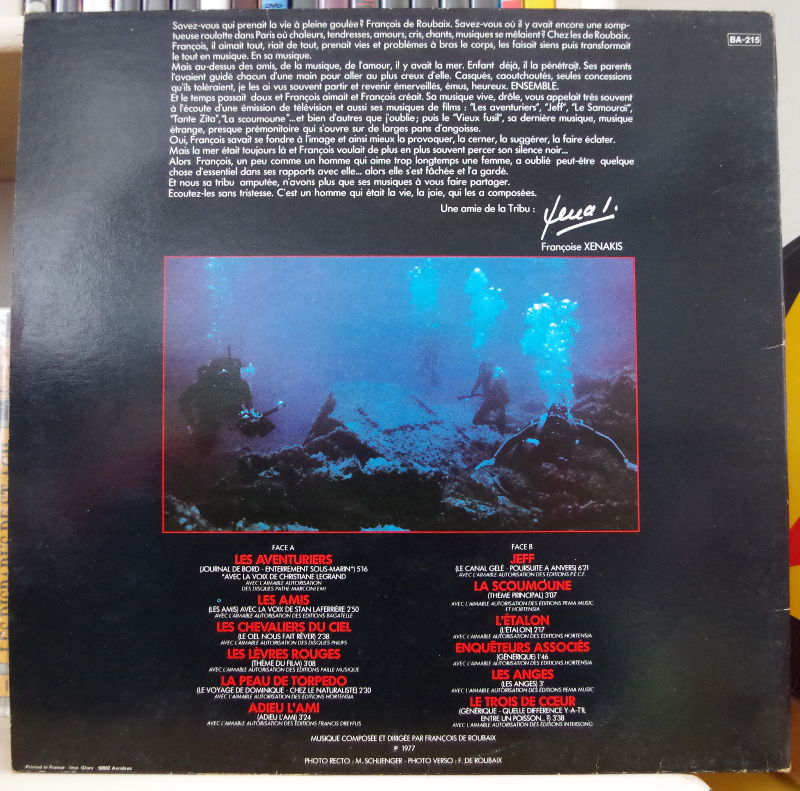 BA-215
Savez-vous qui prenait la vie à pleine goulée? François de Roubaix. Savez-vous où il y avait encore une somp-
tueuse roulotte dans Paris où chaleurs, tendresses, amours, cris, chants, musiques se mêlaient? Chez les de Roubaix.
François, il aimait tout, riait de tout, prenait vies et problèmes à bras le corps, les faisait siens puis transformait
le tout en musique. En sa musique.
Mais au-dessus des amis, de la musique, de l'amour, il y avait la mer. Enfant déjà, il la pénétrait. Ses parents
l'avaient guidé chacun d'une main pour aller au plus creux d'elle. Casqués, caoutchoutés, seules concessions
qu'ils toléraient, je les ai vus souvent partir et revenir émerveillés, émus, heureux. ENSEMBLE.
Et le temps passait doux et François aimait et François créait. Sa musique vive, drôle, vous appelait très souvent
à l'écoute d'une émission de télévision et aussi ses musiques de films : "Les aventuriers", "Jeff", "Le Samouraï",
"Tante Zita", "La scoumoune"...et bien d'autres que j'oublie; puis le "Vieux fusil", sa dernière musique, musique
étrange, presque prémonitoire qui s'ouvre sur de larges pans d'angoisse.
Oui, François savait se fondre à l'image et ainsi mieux la provoquer, la cerner, la suggérer, la faire éclater.
Mais la mer était toujours là et François voulait de plus en plus souvent percer son silence noir...
Alors François, un peu comme un homme qui aime trop longtemps une femme, a oublié peut-être quelque
chose d'essentiel dans ses rapports avec elle... alors elle s'est fâchée et l'a gardé.
Et nous sa tribu amputée, n'avons plus que ses musiques à vous faire partager.
Ecoutez-les sans tristesse. C'est un homme qui était la vie, la joie, qui les a composées.
Une amie de la Tribu :
Françoise XENAKIS
FACE A
LES AVENTURIERS
(JOURNAL DE BORD - ENTERREMENT SOUS-MARIN*) 5'16
*AVEC LA VOIX DE CHRISTIANE LEGRAND
AVEC L'AIMABLE AUTORISATION
DES DISQUES PATHE MARCONI EMI
LES AMIS
(LES AMIS) AVEC LA VOIX DE STAN LAFERRIÈRE 2'50
AVEC L'AIMABLE AUTORISATION DES ÉDITIONS BAGATELLE
LES CHEVALIERS DU CIEL
(LE CIEL NOUS FAIT RÊVER) 2'38
AVEC L'AIMABLE AUTORISATION DES DISQUES PHILIPS
LES LÈVRES ROUGES
(THÈME DU FILM) 3'08
AVEC L'AIMABLE AUTORISATION DES ÉDITIONS PAILLE MUSIQUE
LA PEAU DE TORPEDO
(LE VOYAGE DE DOMINIQUE - CHEZ LE NATURALISTE) 2'30
AVEC L'AIMABLE AUTORISATION DES ÉDITIONS HORTENSIA
ADIEU L'AMI
(ADIEU L'AMI) 3'24
AVEC L'AIMABLE AUTORISATION DES ÉDITIONS FRANCIS DREYFUS
FACE B
JEFF
(LE CANAL GELÉ - POURSUITE A ANVERS) 6'21
AVEC L'AIMABLE AUTORISATION DES ÉDITIONS P.E.C.F.
LA SCOUMOUNE
(THÈME PRINCIPAL) 3'07
AVEC L'AIMABLE AUTORISATION DES ÉDITIONS PEMA MUSIC
ET HORTENSIA
L'ÉTALON
(L'ÉTALON) 2'17
AVEC L'AIMABLE AUTORISATION DES ÉDITIONS HORTENSIA
ENQUÊTEURS ASSOCIÉS
(GÉNÉRIQUE) 1'46
AVEC L'AIMABLE AUTORISATION DES ÉDITIONS HORTENSIA
LES ANGES
(LES ANGES) 3'
AVEC L'AIMABLE AUTORISATION DES ÉDITIONS PEMA MUSIC
LE TROIS DE CŒUR
(GÉNÉRIQUE - QUELLE DIFFÉRENCE Y-A-T-IL
ENTRE UN POISSON...?) 3'38
AVEC L'AIMABLE AUTORISATION DES ÉDITIONS INTERSONG
MUSIQUE COMPOSÉE ET DIRIGÉE PAR FRANÇOIS DE ROUBAIX
P 1977
PHOTO RECTO : M. SCHLIENGER - PHOTO VERSO : F. DE ROUBAIX
Printed in France Imp. Glory 92602 Asnières